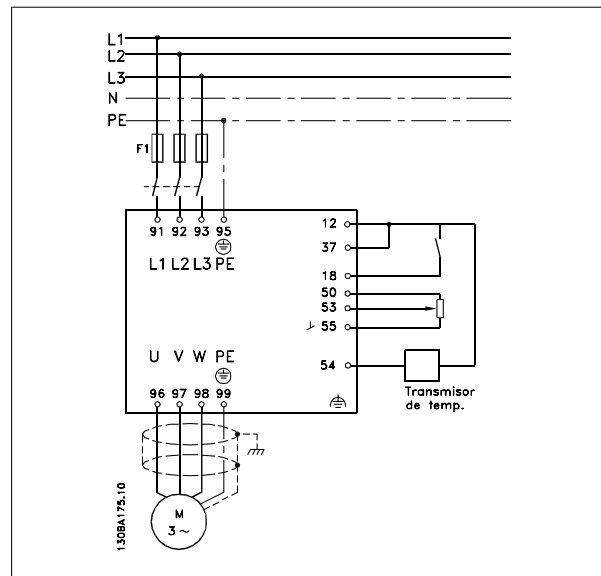 L1
L2
L3
N
PE
F1
91 92 93 95
L1 L2 L3 PE
12
37
18
50
53
55
54
U V W PE
96 97 98 99
Transmisor
de temp.
M
3~
130BA175.10